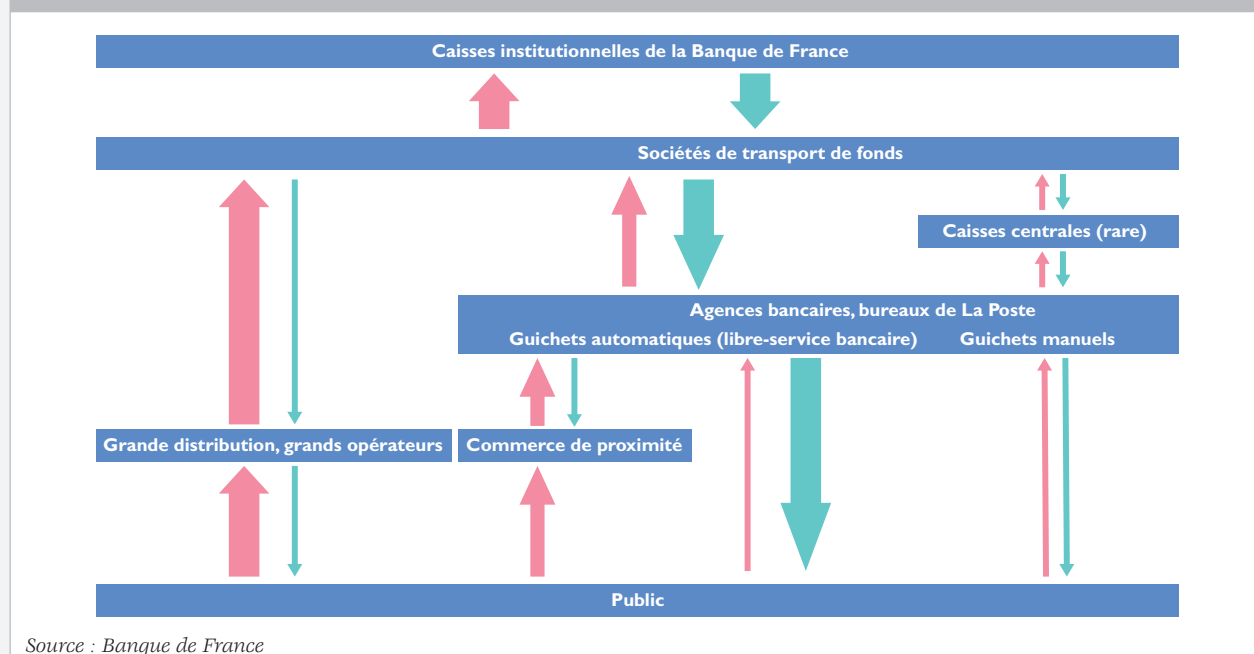 Caisses institutionnelles de la Banque de France
Sociétés de transport de fonds
Caisses centrales (rare)
Agences bancaires, bureaux de La Poste
Guichets automatiques (libre-service bancaire) Guichets manuels
Grande distribution, grands opérateurs Commerce de proximité
Public
Source : Banque de France